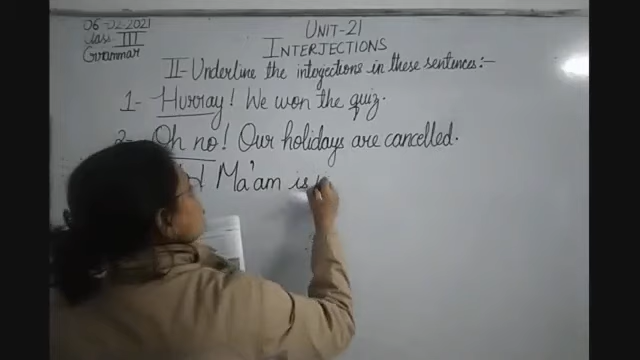 06-02-2021
Class III
Grammar
UNIT-21
INTERJECTIONS
II- Underline the interjections in these sentences:-
1- Hurray! We won the quiz.
2- Oh no! Our holidays are cancelled.
Ma'am is